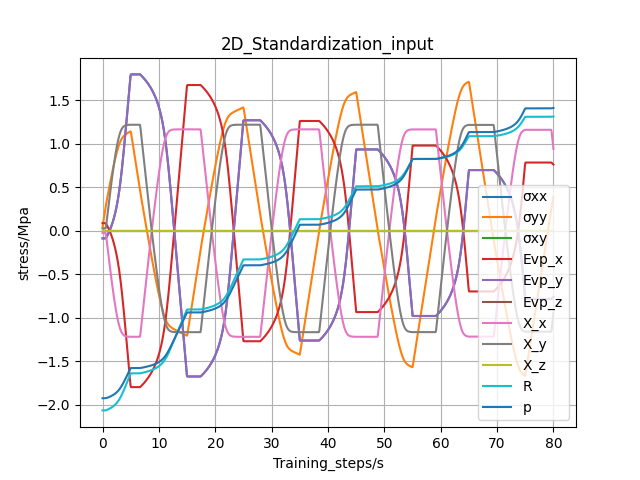 2D_Standardization_input
stress/Mpa
1.5
1.0
0.5
0.0
−0.5
−1.0
−1.5
−2.0
0 10 20 30 40 50 60 70 80
Training_steps/s
σxx
σyy
σxy
Evp_x
Evp_y
Evp_z
X_x
X_y
X_z
R
p